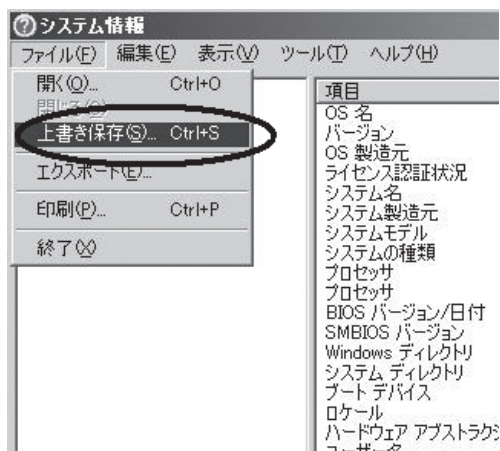 システム情報
ファイル(F) 編集(E) 表示(V) ツール(T) ヘルプ(H)
開く(O)... Ctrl+O
閉じる(C)
上書き保存(S)... Ctrl+S
エクスポート(E)...
印刷(P)... Ctrl+P
終了(X)
項目
OS 名
バージョン
OS 製造元
ライセンス認証状況
システム名
システム製造元
システムモデル
システムの種類
プロセッサ
プロセッサ
BIOS バージョン/日付
SMBIOS バージョン
Windows ディレクトリ
システム ディレクトリ
ブート デバイス
ロケール
ハードウェア アブストラクシ
ユーザー名